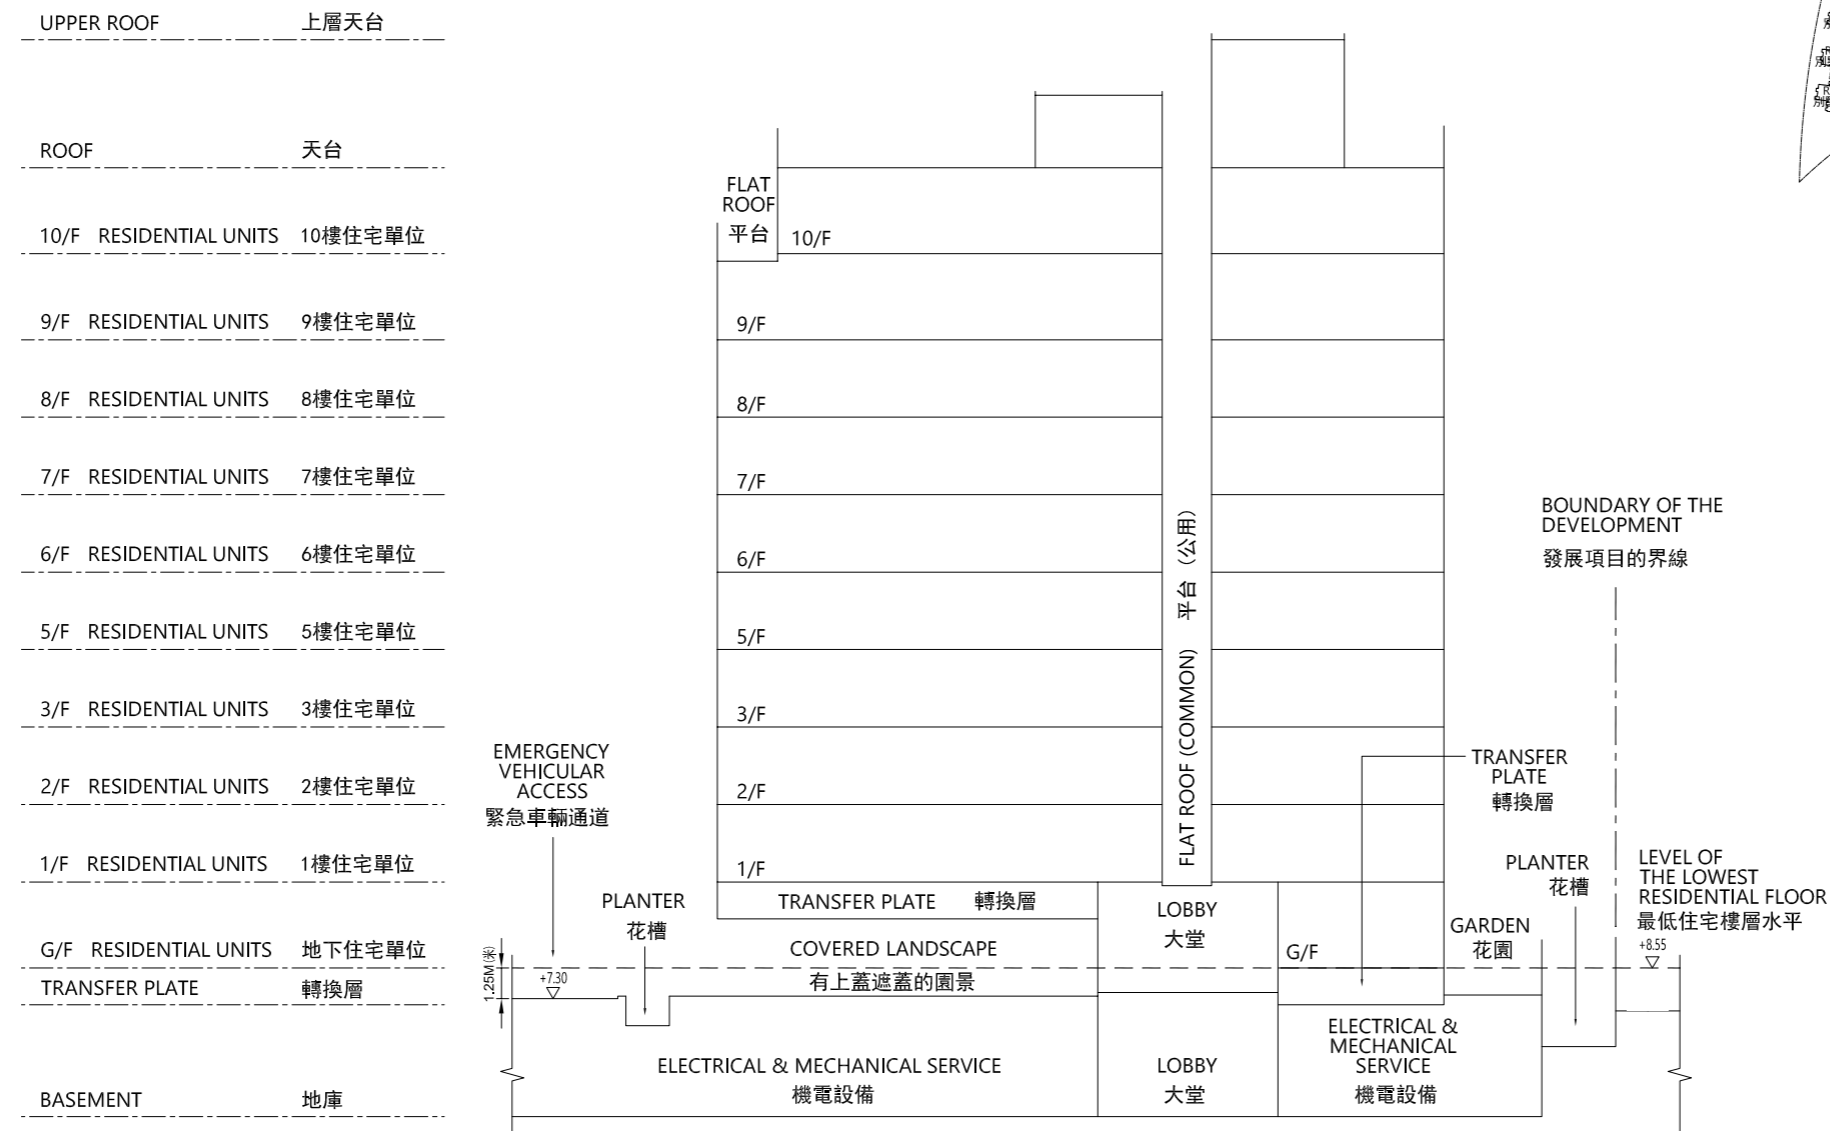 UPPER ROOF 上層天台
ROOF 天台
10/F RESIDENTIAL UNITS 10樓住宅單位
9/F RESIDENTIAL UNITS 9樓住宅單位
8/F RESIDENTIAL UNITS 8樓住宅單位
7/F RESIDENTIAL UNITS 7樓住宅單位
6/F RESIDENTIAL UNITS 6樓住宅單位
5/F RESIDENTIAL UNITS 5樓住宅單位
3/F RESIDENTIAL UNITS 3樓住宅單位
2/F RESIDENTIAL UNITS 2樓住宅單位
1/F RESIDENTIAL UNITS 1樓住宅單位
G/F RESIDENTIAL UNITS 地下住宅單位
TRANSFER PLATE 轉換層
BASEMENT 地庫
EMERGENCY
VEHICULAR
ACCESS
緊急車輛通道
1.25M(米)
+7.30
PLANTER
花槽
FLAT
ROOF
平台
10/F
9/F
8/F
7/F
6/F
5/F
3/F
2/F
1/F
FLAT ROOF (COMMON) 平台（公用）
TRANSFER PLATE 轉換層
COVERED LANDSCAPE
有上蓋遮蓋的園景
ELECTRICAL & MECHANICAL SERVICE
機電設備
LOBBY
大堂
LOBBY
大堂
G/F
ELECTRICAL &
MECHANICAL
SERVICE
機電設備
TRANSFER
PLATE
轉換層
GARDEN
花園
PLANTER
花槽
BOUNDARY OF THE
DEVELOPMENT
發展項目的界線
LEVEL OF
THE LOWEST
RESIDENTIAL FLOOR
最低住宅樓層水平
+8.55